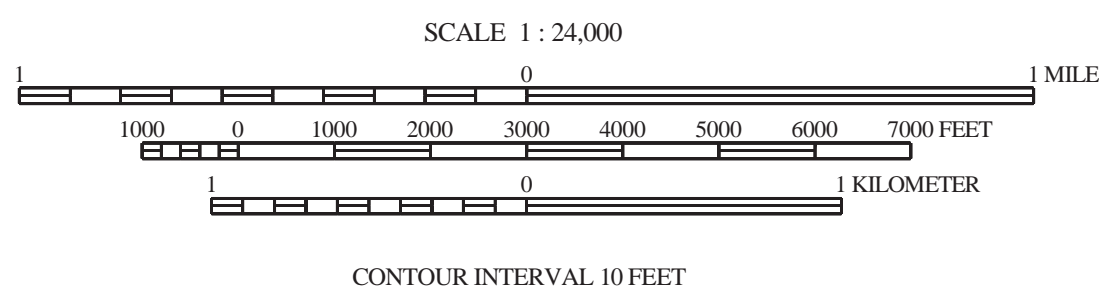 SCALE 1 : 24,000
1 0 1 MILE
1000 0 1000 2000 3000 4000 5000 6000 7000 FEET
1 0 1 KILOMETER
CONTOUR INTERVAL 10 FEET